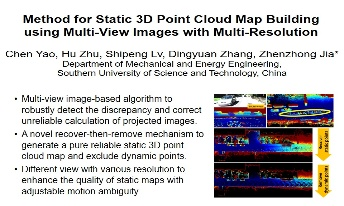 Method for Static 3D Point Cloud Map Building
using Multi-View Images with Multi-Resolution
Chen Yao, Hu Zhu, Shipeng Lv, Dingyuan Zhang, Zhenzhong Jia*
Department of Mechanical and Energy Engineering,
Southern University of Science and Technology, China
• Multi-view image-based algorithm to
robustly detect the discrepancy and correct
unreliable calculation of projected images.
• A novel recover-then-remove mechanism to
generate a pure reliable static 3D point
cloud map and exclude dynamic points.
• Different view with various resolution to
enhance the quality of static maps with
adjustable motion ambiguity